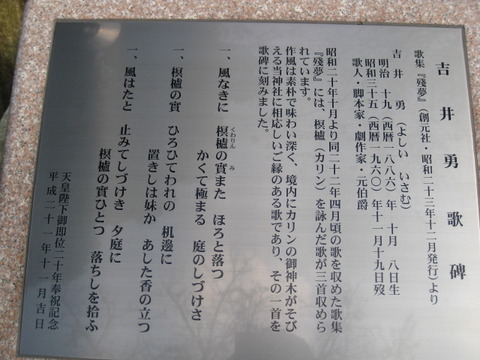 吉井勇歌碑
歌集『殘夢』(創元社・昭和二十三年十二月発行)より
吉井 勇(よしい いさむ)
明治 十九(西暦一八八六)年 十月 八日生
昭和三十五(西暦一九六〇)年十一月十九日歿
歌人・脚本家・劇作家・元伯爵
昭和二十年十月より同二十二年四月頃の歌を収めた歌集
『殘夢』には、榠樝(カリン)を詠んだ歌が三首収めら
れています。
作風は素朴で味わい深く、境内にカリンの御神木がそび
える当神社に相応しいご縁のある歌であり、その一首を
歌碑に刻みました。
一、風なきに 榠樝の實また ほろと落つ
くわりん み
かくて極まる 庭のしづけさ
一、榠樝の實 ひろひてわれの 机邊に
置きしは妹か あした香の立つ
一、風はたと 止みてしづけき 夕庭に
榠樝の實ひとつ 落ちしを拾ふ
天皇陛下御即位二十年奉祝記念
平成二十一年十一月吉日